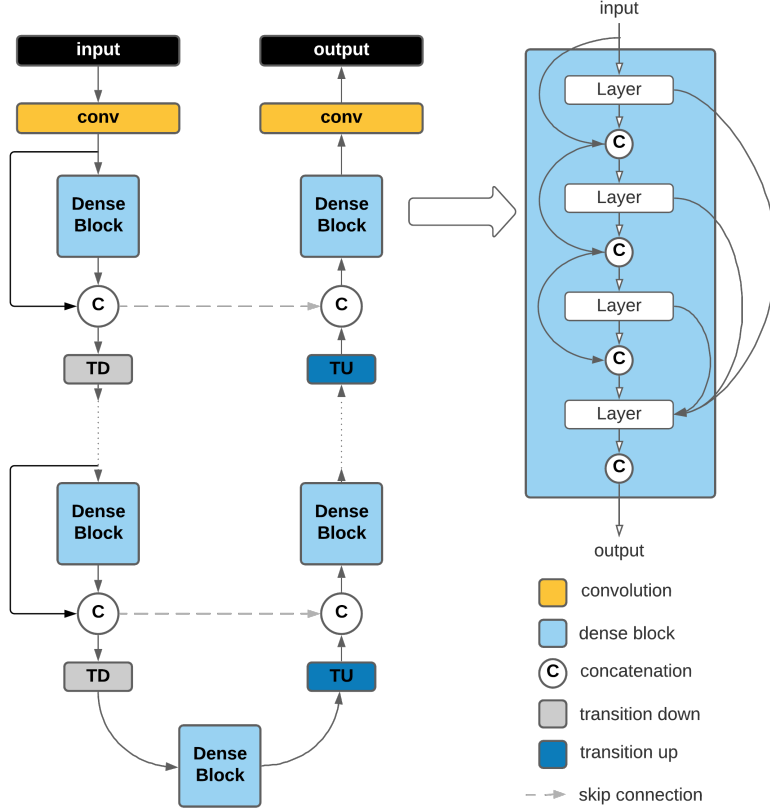 input
conv
Dense
Block
C
TD
Dense
Block
C
TD
Dense
Block
output
conv
Dense
Block
C
TU
Dense
Block
C
TU
input
Layer
C
Layer
C
Layer
C
Layer
C
output
convolution
dense block
C concatenation
transition down
transition up
skip connection